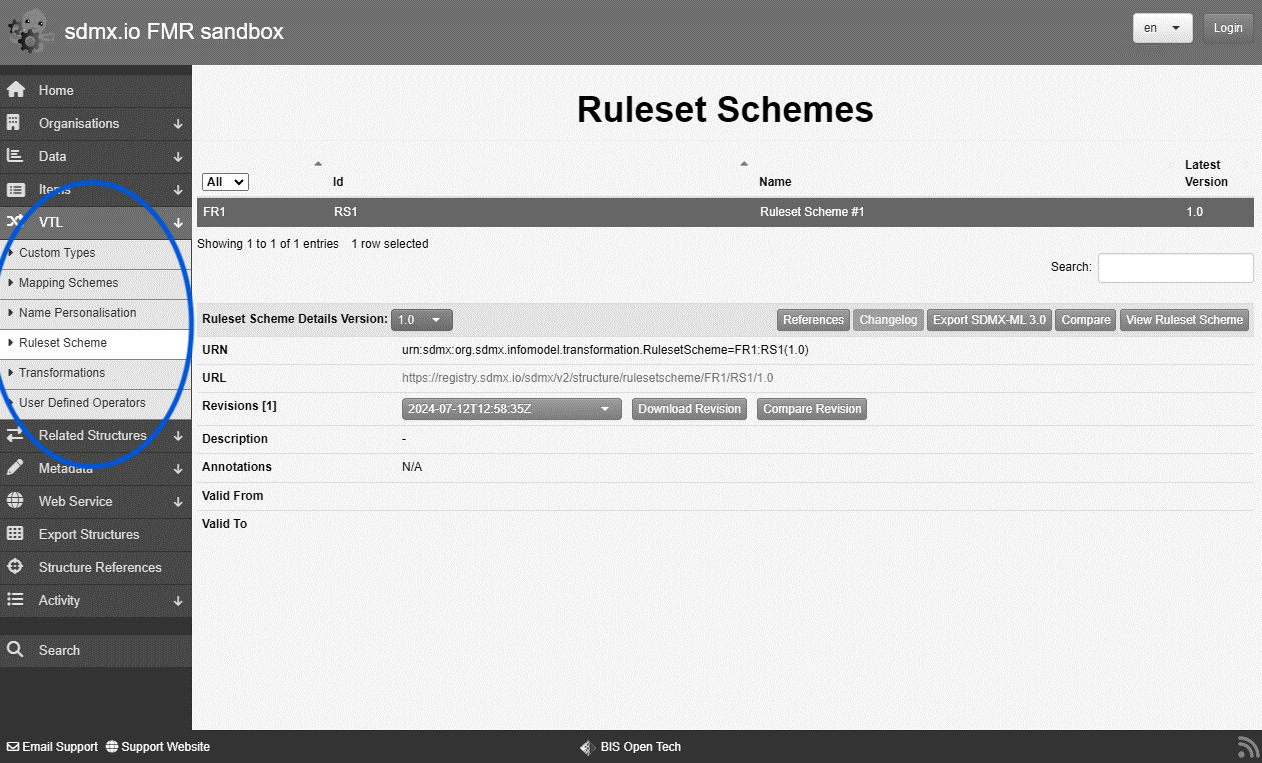 sdmx.io FMR sandbox
en
Login
Home
Organisations
Data
Items
VTL
Custom Types
Mapping Schemes
Name Personalisation
Ruleset Scheme
Transformations
User Defined Operators
Related Structures
Metadata
Web Service
Export Structures
Structure References
Activity
Search
Ruleset Schemes
All Id Name Latest Version
FR1 RS1 Ruleset Scheme #1 1.0
Showing 1 to 1 of 1 entries 1 row selected
Search:
Ruleset Scheme Details Version: 1.0 References Changelog Export SDMX-ML 3.0 Compare View Ruleset Scheme
URN urn:sdmx:org.sdmx.infomodel.transformation.RulesetScheme=FR1:RS1(1.0)
URL https://registry.sdmx.io/sdmx/v2/structure/rulesetscheme/FR1/RS1/1.0
Revisions [1] 2024-07-12T12:58:35Z Download Revision Compare Revision
Description -
Annotations N/A
Valid From
Valid To
Email Support Support Website BIS Open Tech